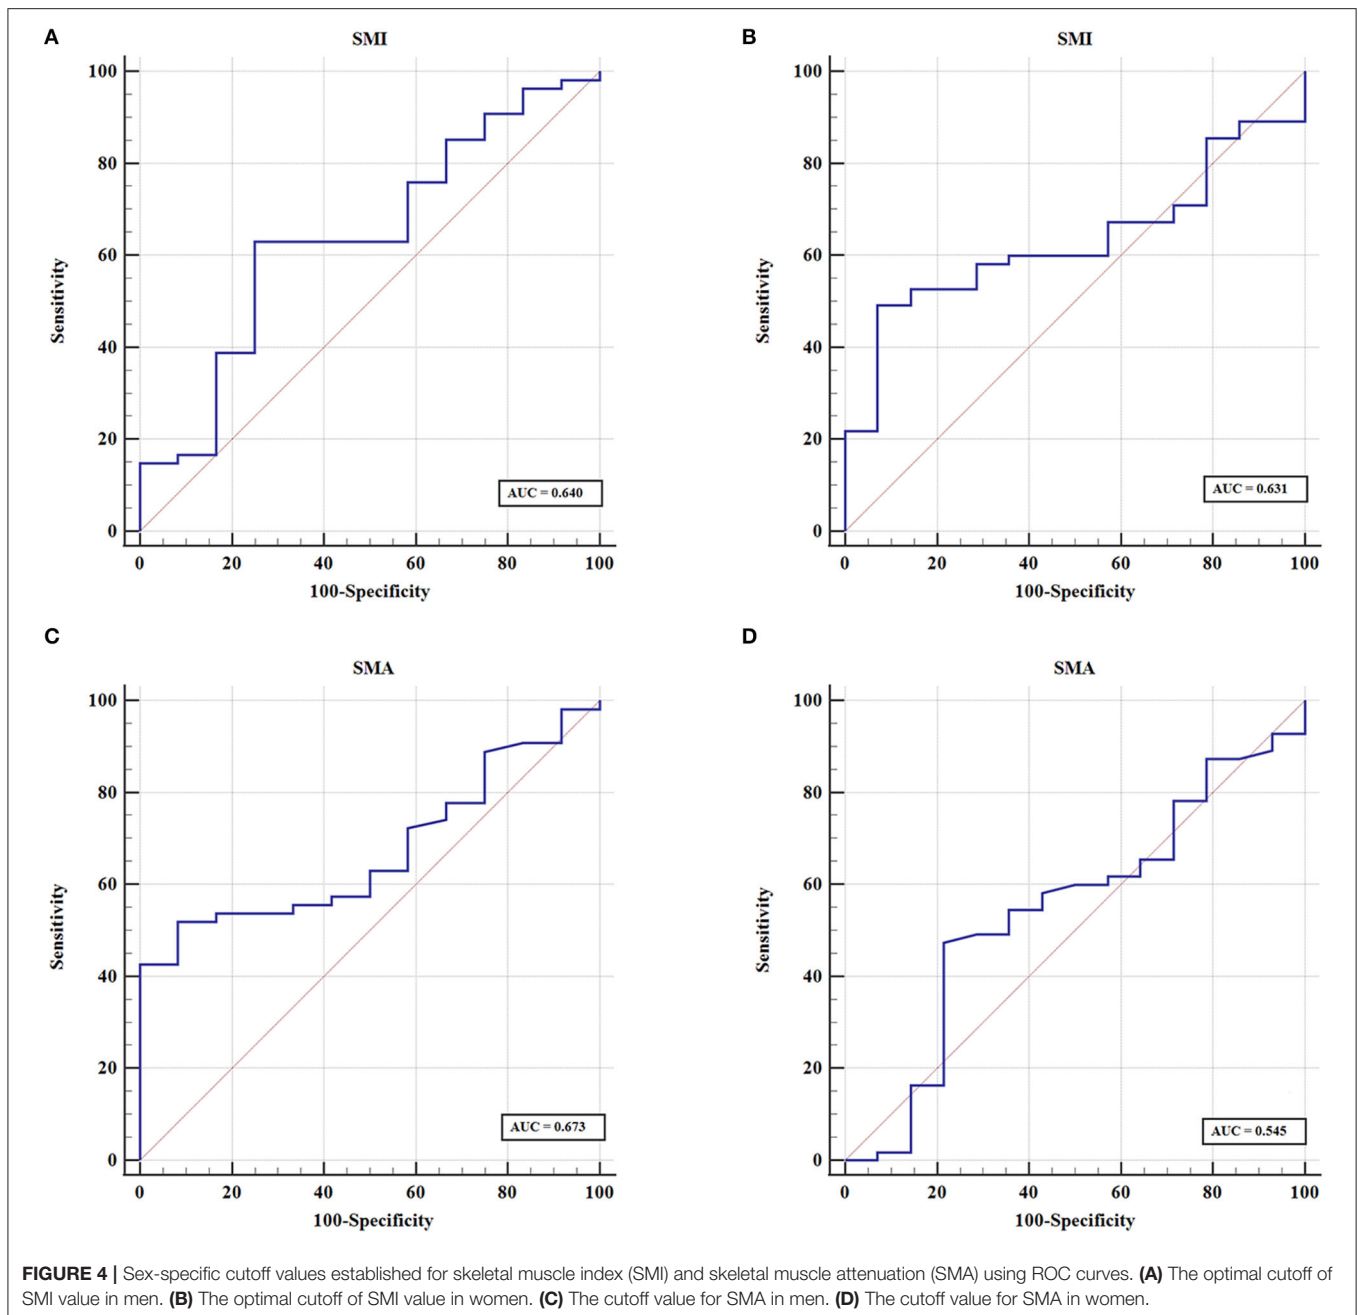 A
SMI
100
80
60
40
20
0
Sensitivity
AUC = 0.640
0 20 40 60 80 100
100-Specificity
B
SMI
100
80
60
40
20
0
Sensitivity
AUC = 0.631
0 20 40 60 80 100
100-Specificity
C
SMA
100
80
60
40
20
0
Sensitivity
AUC = 0.673
0 20 40 60 80 100
100-Specificity
D
SMA
100
80
60
40
20
0
Sensitivity
AUC = 0.545
0 20 40 60 80 100
100-Specificity
FIGURE 4 | Sex-specific cutoff values established for skeletal muscle index (SMI) and skeletal muscle attenuation (SMA) using ROC curves. (A) The optimal cutoff of
SMI value in men. (B) The optimal cutoff of SMI value in women. (C) The cutoff value for SMA in men. (D) The cutoff value for SMA in women.